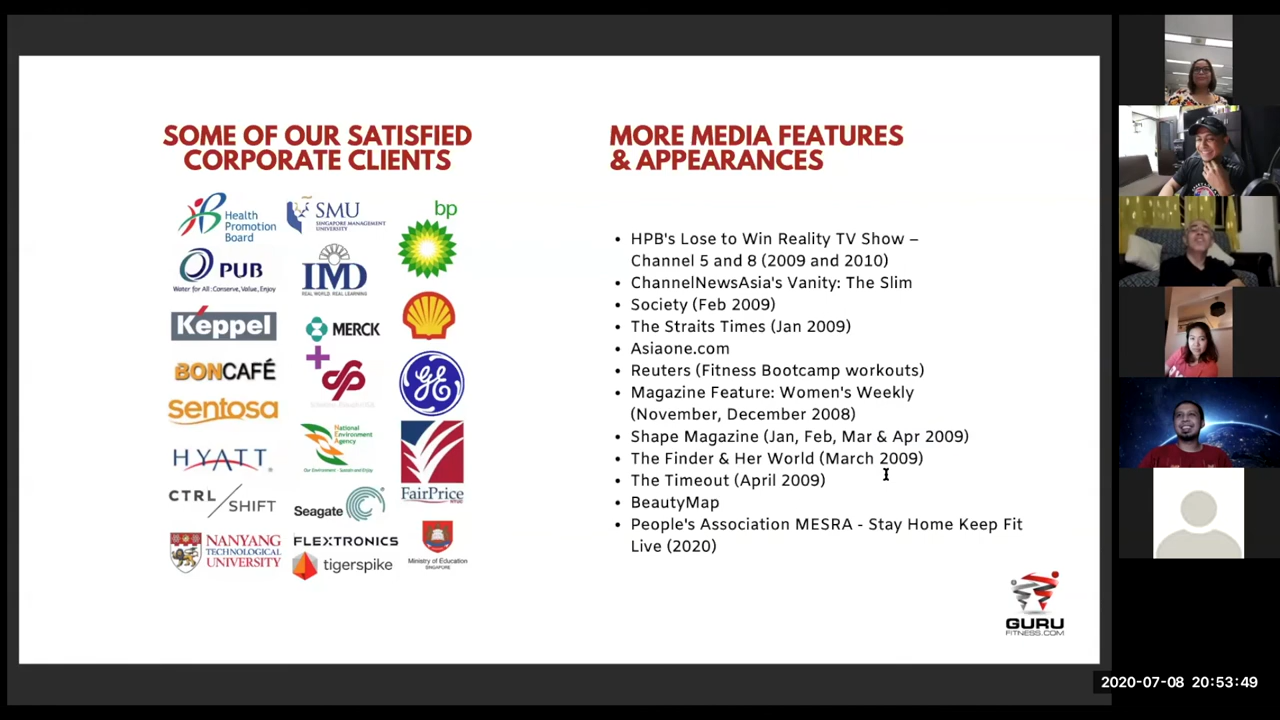 SOME OF OUR SATISFIED
CORPORATE CLIENTS
Health
Promotion
Board
SMU
SINGAPORE MANAGEMENT
UNIVERSITY
bp
PUB
Water for All: Conserve, Value, Enjoy
IMD
REAL WORLD. REAL LEARNING
Keppel
MERCK
BONCAFÉ
GE
sentosa
National
Environment
Agency
HYATT
FairPrice
CTRL/SHIFT
Seagate
NANYANG
TECHNOLOGICAL
UNIVERSITY
FLEXTRONICS
tigerspike
Ministry of Education
SINGAPORE
MORE MEDIA FEATURES
& APPEARANCES
• HPB's Lose to Win Reality TV Show –
Channel 5 and 8 (2009 and 2010)
• ChannelNewsAsia's Vanity: The Slim
• Society (Feb 2009)
• The Straits Times (Jan 2009)
• Asiaone.com
• Reuters (Fitness Bootcamp workouts)
• Magazine Feature: Women's Weekly
(November, December 2008)
• Shape Magazine (Jan, Feb, Mar & Apr 2009)
• The Finder & Her World (March 2009)
• The Timeout (April 2009)
• BeautyMap
• People's Association MESRA - Stay Home Keep Fit
Live (2020)
GURU
FITNESS.COM
2020-07-08 20:53:49